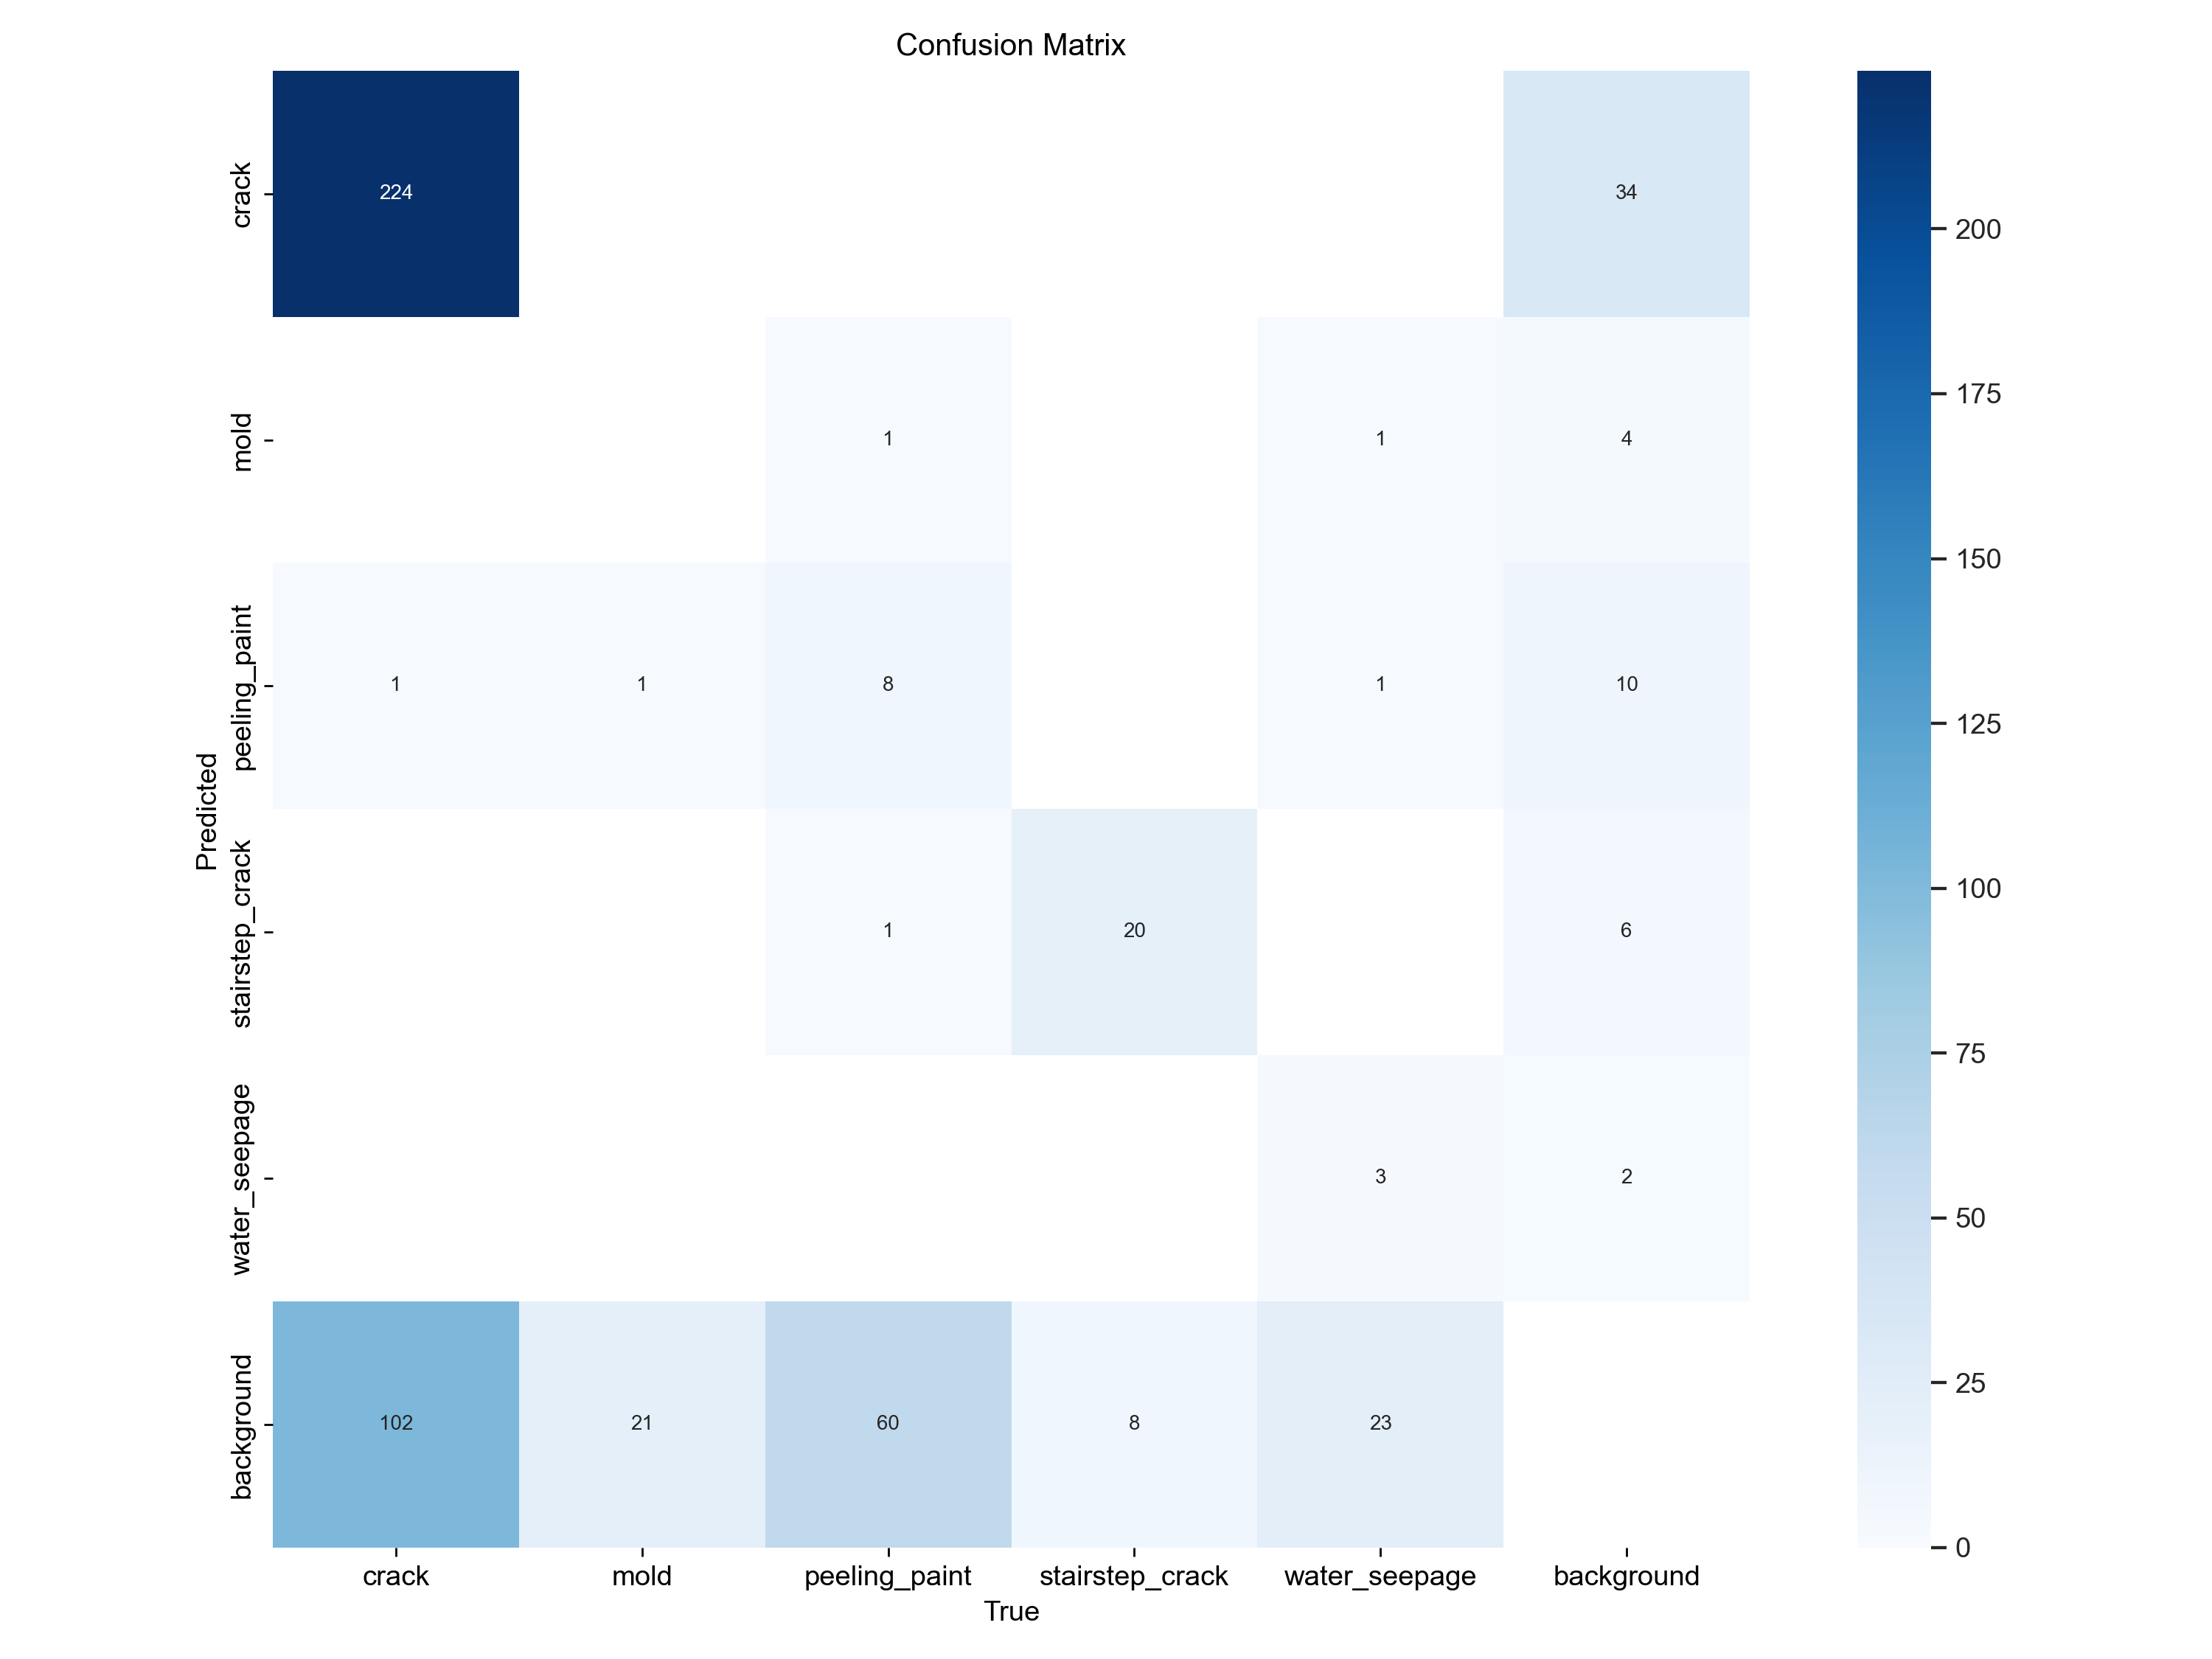 Confusion Matrix
Predicted
crack
224
34
mold
1
1
4
peeling_paint
1
1
8
1
10
stairstep_crack
1
20
6
water_seepage
3
2
background
102
21
60
8
23
crack mold peeling_paint stairstep_crack water_seepage background
True
200
175
150
125
100
75
50
25
0